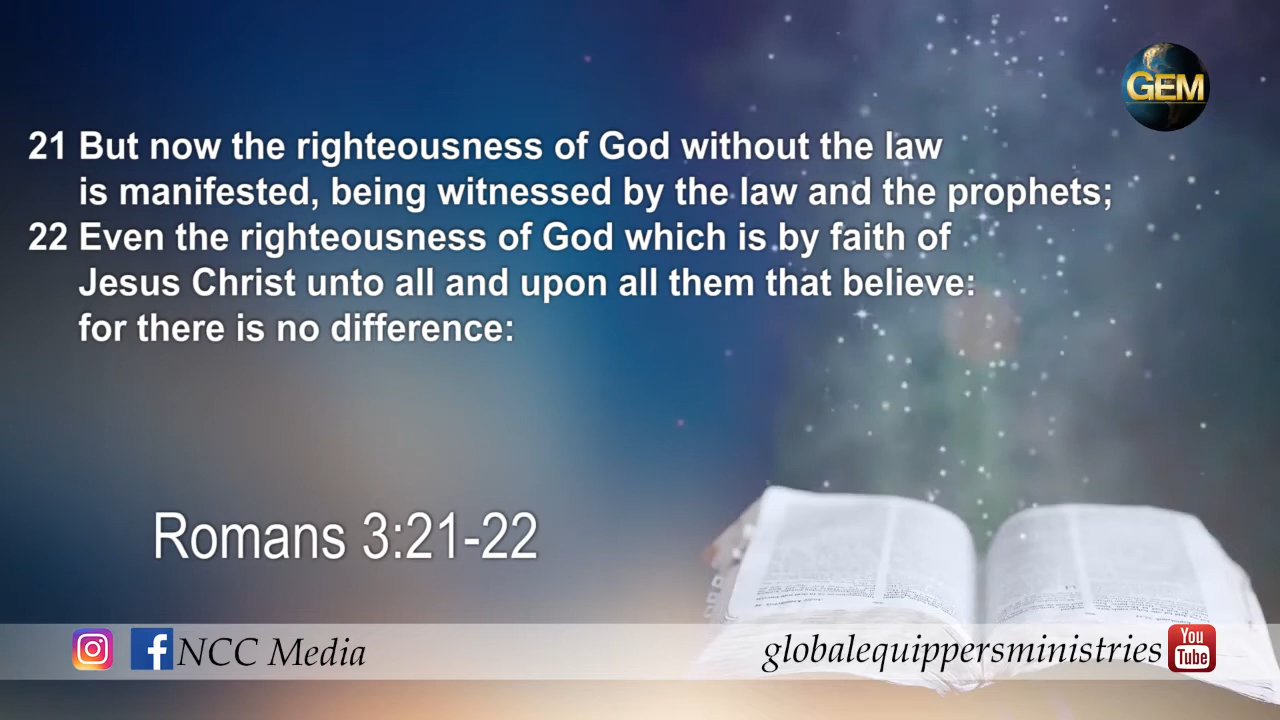 GEM
21 But now the righteousness of God without the law
is manifested, being witnessed by the law and the prophets;
22 Even the righteousness of God which is by faith of
Jesus Christ unto all and upon all them that believe:
for there is no difference:
Romans 3:21-22
NCC Media
globalequippersministries
You
Tube